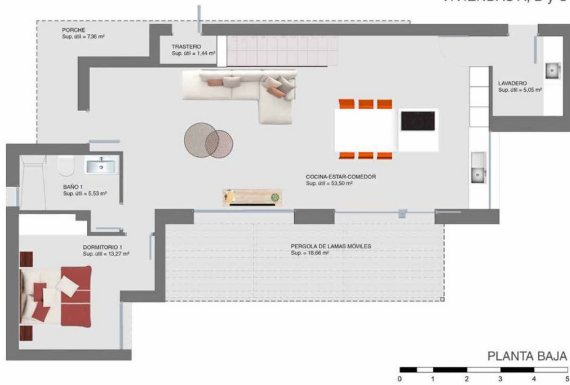 PORCHE
Sup. útil = 7,96 m²
TRASTERO
Sup. útil = 1,44 m²
LAVADERO
Sup. útil = 5,05 m²
BAÑO 1
Sup. útil = 5,53 m²
COCINA-ESTAR-COMEDOR
Sup. útil = 53,50 m²
DORMITORIO 1
Sup. útil = 13,27 m²
PERGOLA DE LAMAS MÓVILES
Sup. = 18,66 m²
PLANTA BAJA
0 1 2 3 4 5